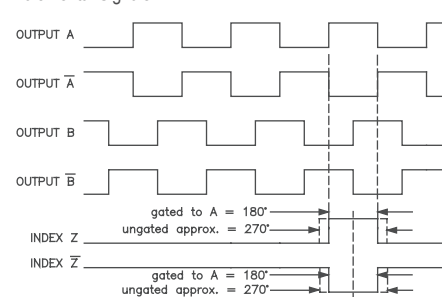 OUTPUT A
OUTPUT A̅
OUTPUT B
OUTPUT B̅
gated to A = 180°
ungated approx. = 270°
INDEX Z
INDEX Z̅
gated to A = 180°
ungated approx. = 270°